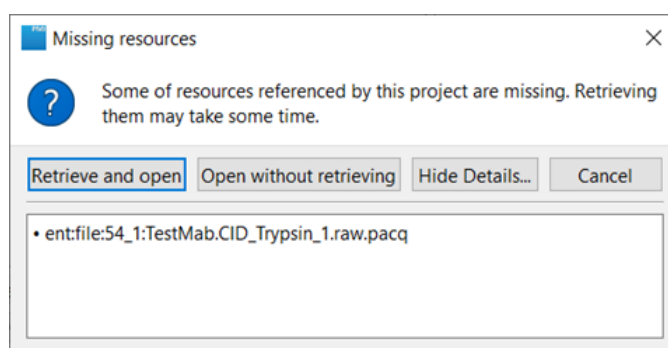 Missing resources
Some of resources referenced by this project are missing. Retrieving
them may take some time.
Retrieve and open Open without retrieving Hide Details... Cancel
• ent:file:54_1:TestMab.CID_Trypsin_1.raw.pacq